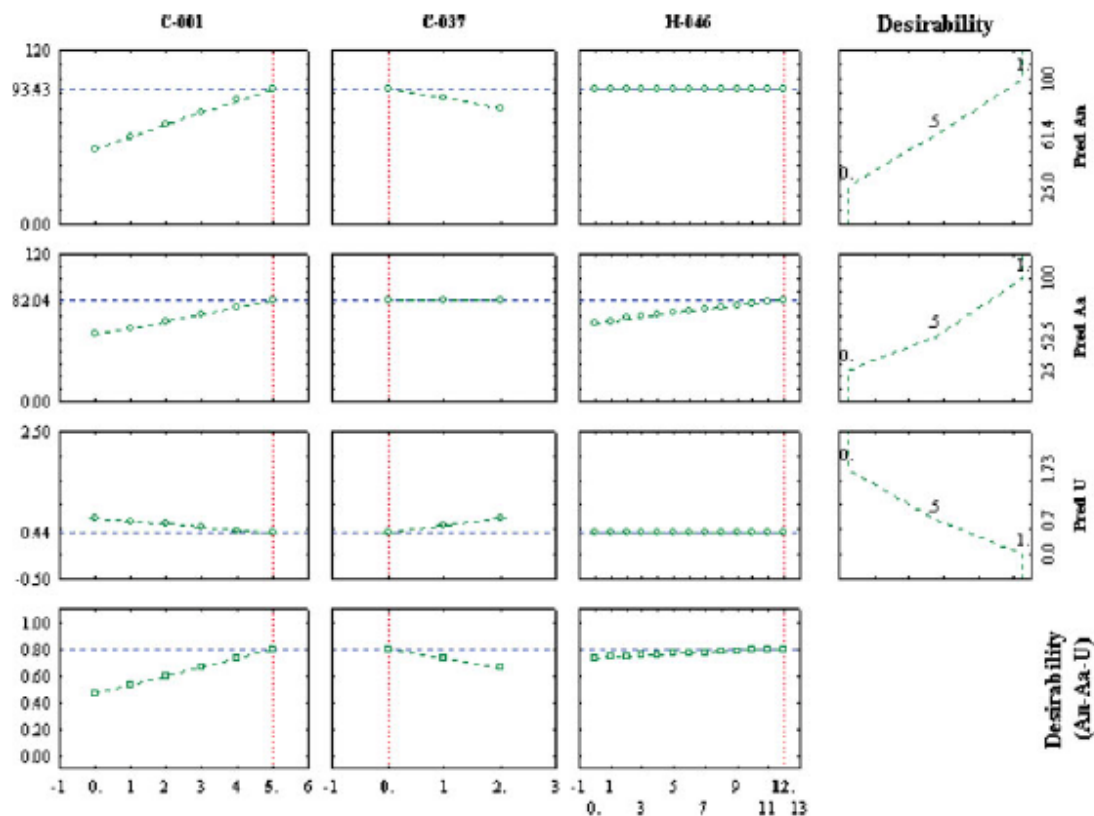 C-001 C-037 H-046 Desirability
120
93.43
0.00
0. .5 1.
25.0 61.4 100
Pred An
120
82.04
0.00
0. .5 1.
25 52.5 100
Pred Aa
2.50
0.44
-0.50
0. .5 1.
0.0 0.7 1.73
Pred U
1.00
0.80
0.60
0.40
0.20
0.00
Desirability
(An-Aa-U)
-1 0. 1 2 3 4 5. 6 -1 0. 1 2. 3 -1 1 5 9 12.
0. 3 7 11 13